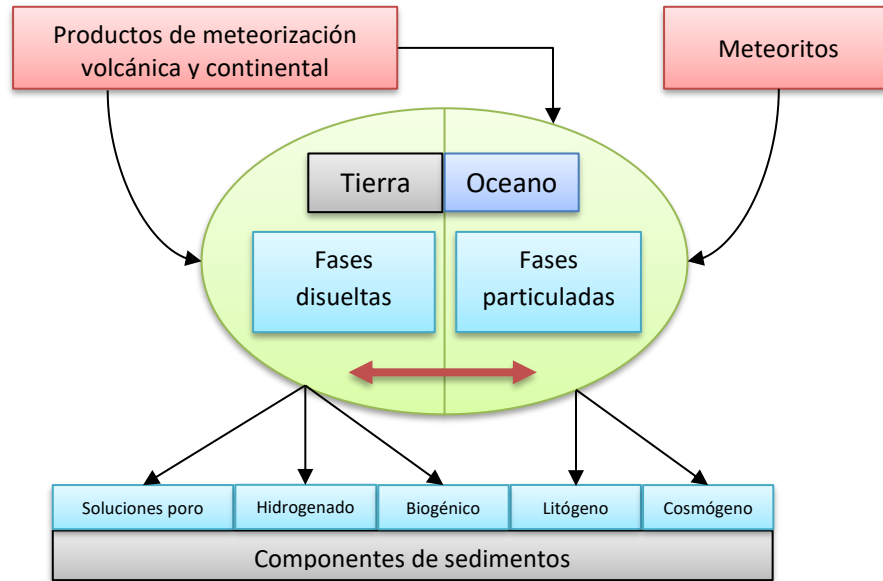 Productos de meteorización
volcánica y continental
Meteoritos
Tierra
Oceano
Fases
disueltas
Fases
particuladas
Soluciones poro
Hidrogenado
Biogénico
Litógeno
Cosmógeno
Componentes de sedimentos